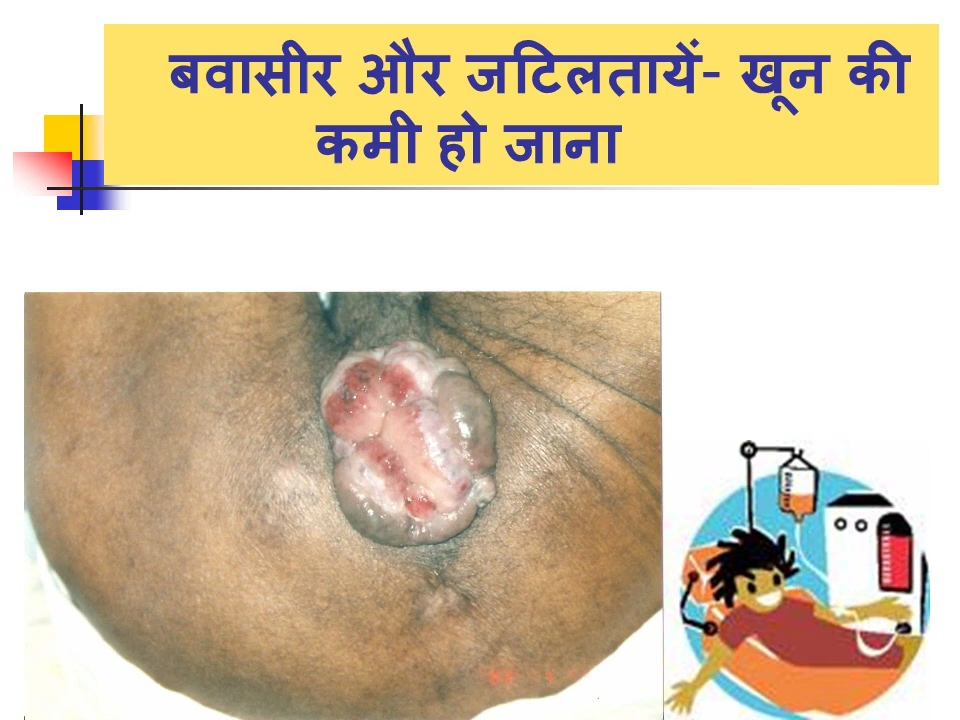 बवासीर और जटिलतायें- खून की
कमी हो जाना